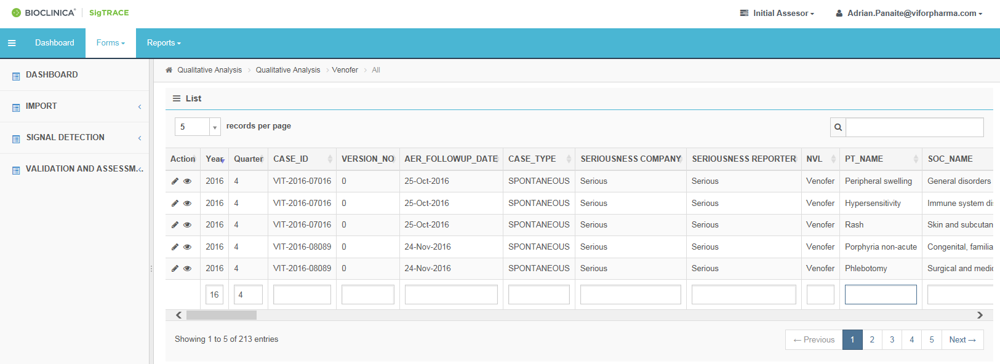 BIOCLINICA® SigTRACE Initial Assesor Adrian.Panaite@viforpharma.com
Dashboard Forms Reports
DASHBOARD
IMPORT
SIGNAL DETECTION
VALIDATION AND ASSESSM...
Qualitative Analysis > Qualitative Analysis > Venofer > All
List
5 records per page
Action Year Quarter CASE_ID VERSION_NO AER_FOLLOWUP_DATE CASE_TYPE SERIOUSNESS COMPANY SERIOUSNESS REPORTER NVL PT_NAME SOC_NAME
2016 4 VIT-2016-07016 0 25-Oct-2016 SPONTANEOUS Serious Serious Venofer Peripheral swelling General disorders
2016 4 VIT-2016-07016 0 25-Oct-2016 SPONTANEOUS Serious Serious Venofer Hypersensitivity Immune system di
2016 4 VIT-2016-07016 0 25-Oct-2016 SPONTANEOUS Serious Serious Venofer Rash Skin and subcutan
2016 4 VIT-2016-08089 0 24-Nov-2016 SPONTANEOUS Serious Serious Venofer Porphyria non-acute Congenital, familia
2016 4 VIT-2016-08089 0 24-Nov-2016 SPONTANEOUS Serious Serious Venofer Phlebotomy Surgical and medic
16 4
Showing 1 to 5 of 213 entries
← Previous 1 2 3 4 5 Next →